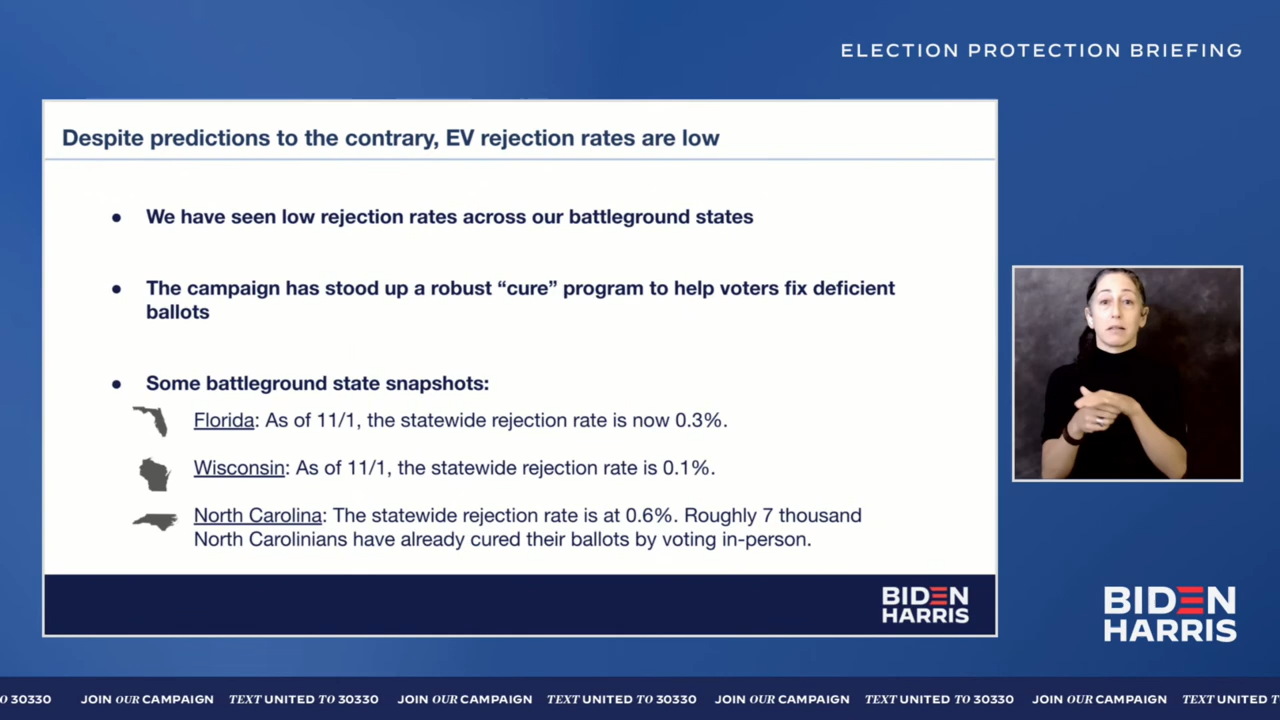 ELECTION PROTECTION BRIEFING
Despite predictions to the contrary, EV rejection rates are low
● We have seen low rejection rates across our battleground states
● The campaign has stood up a robust “cure” program to help voters fix deficient
ballots
● Some battleground state snapshots:
Florida: As of 11/1, the statewide rejection rate is now 0.3%.
Wisconsin: As of 11/1, the statewide rejection rate is 0.1%.
North Carolina: The statewide rejection rate is at 0.6%. Roughly 7 thousand
North Carolinians have already cured their ballots by voting in-person.
BIDEN
HARRIS
BIDEN
HARRIS
O 30330 JOIN OUR CAMPAIGN TEXT UNITED TO 30330 JOIN OUR CAMPAIGN TEXT UNITED TO 30330 JOIN OUR CAMPAIGN TEXT UNITED TO 30330 JOIN OUR CAMPAIGN TEXT UNITED T